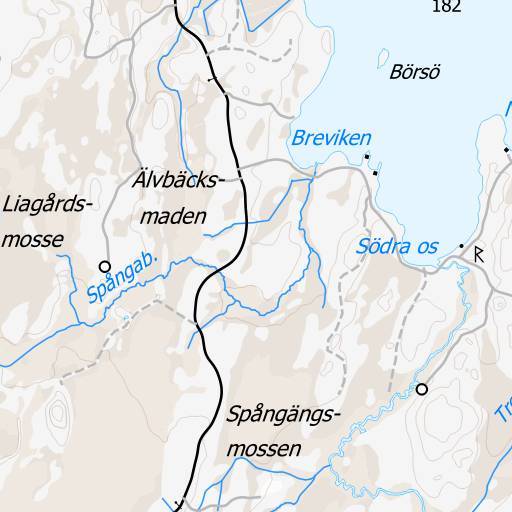 182
Börsö
Breviken
Älvbäcks-
maden
Liagårds-
mosse
Södra os
Spångab.
Spångängs-
mossen